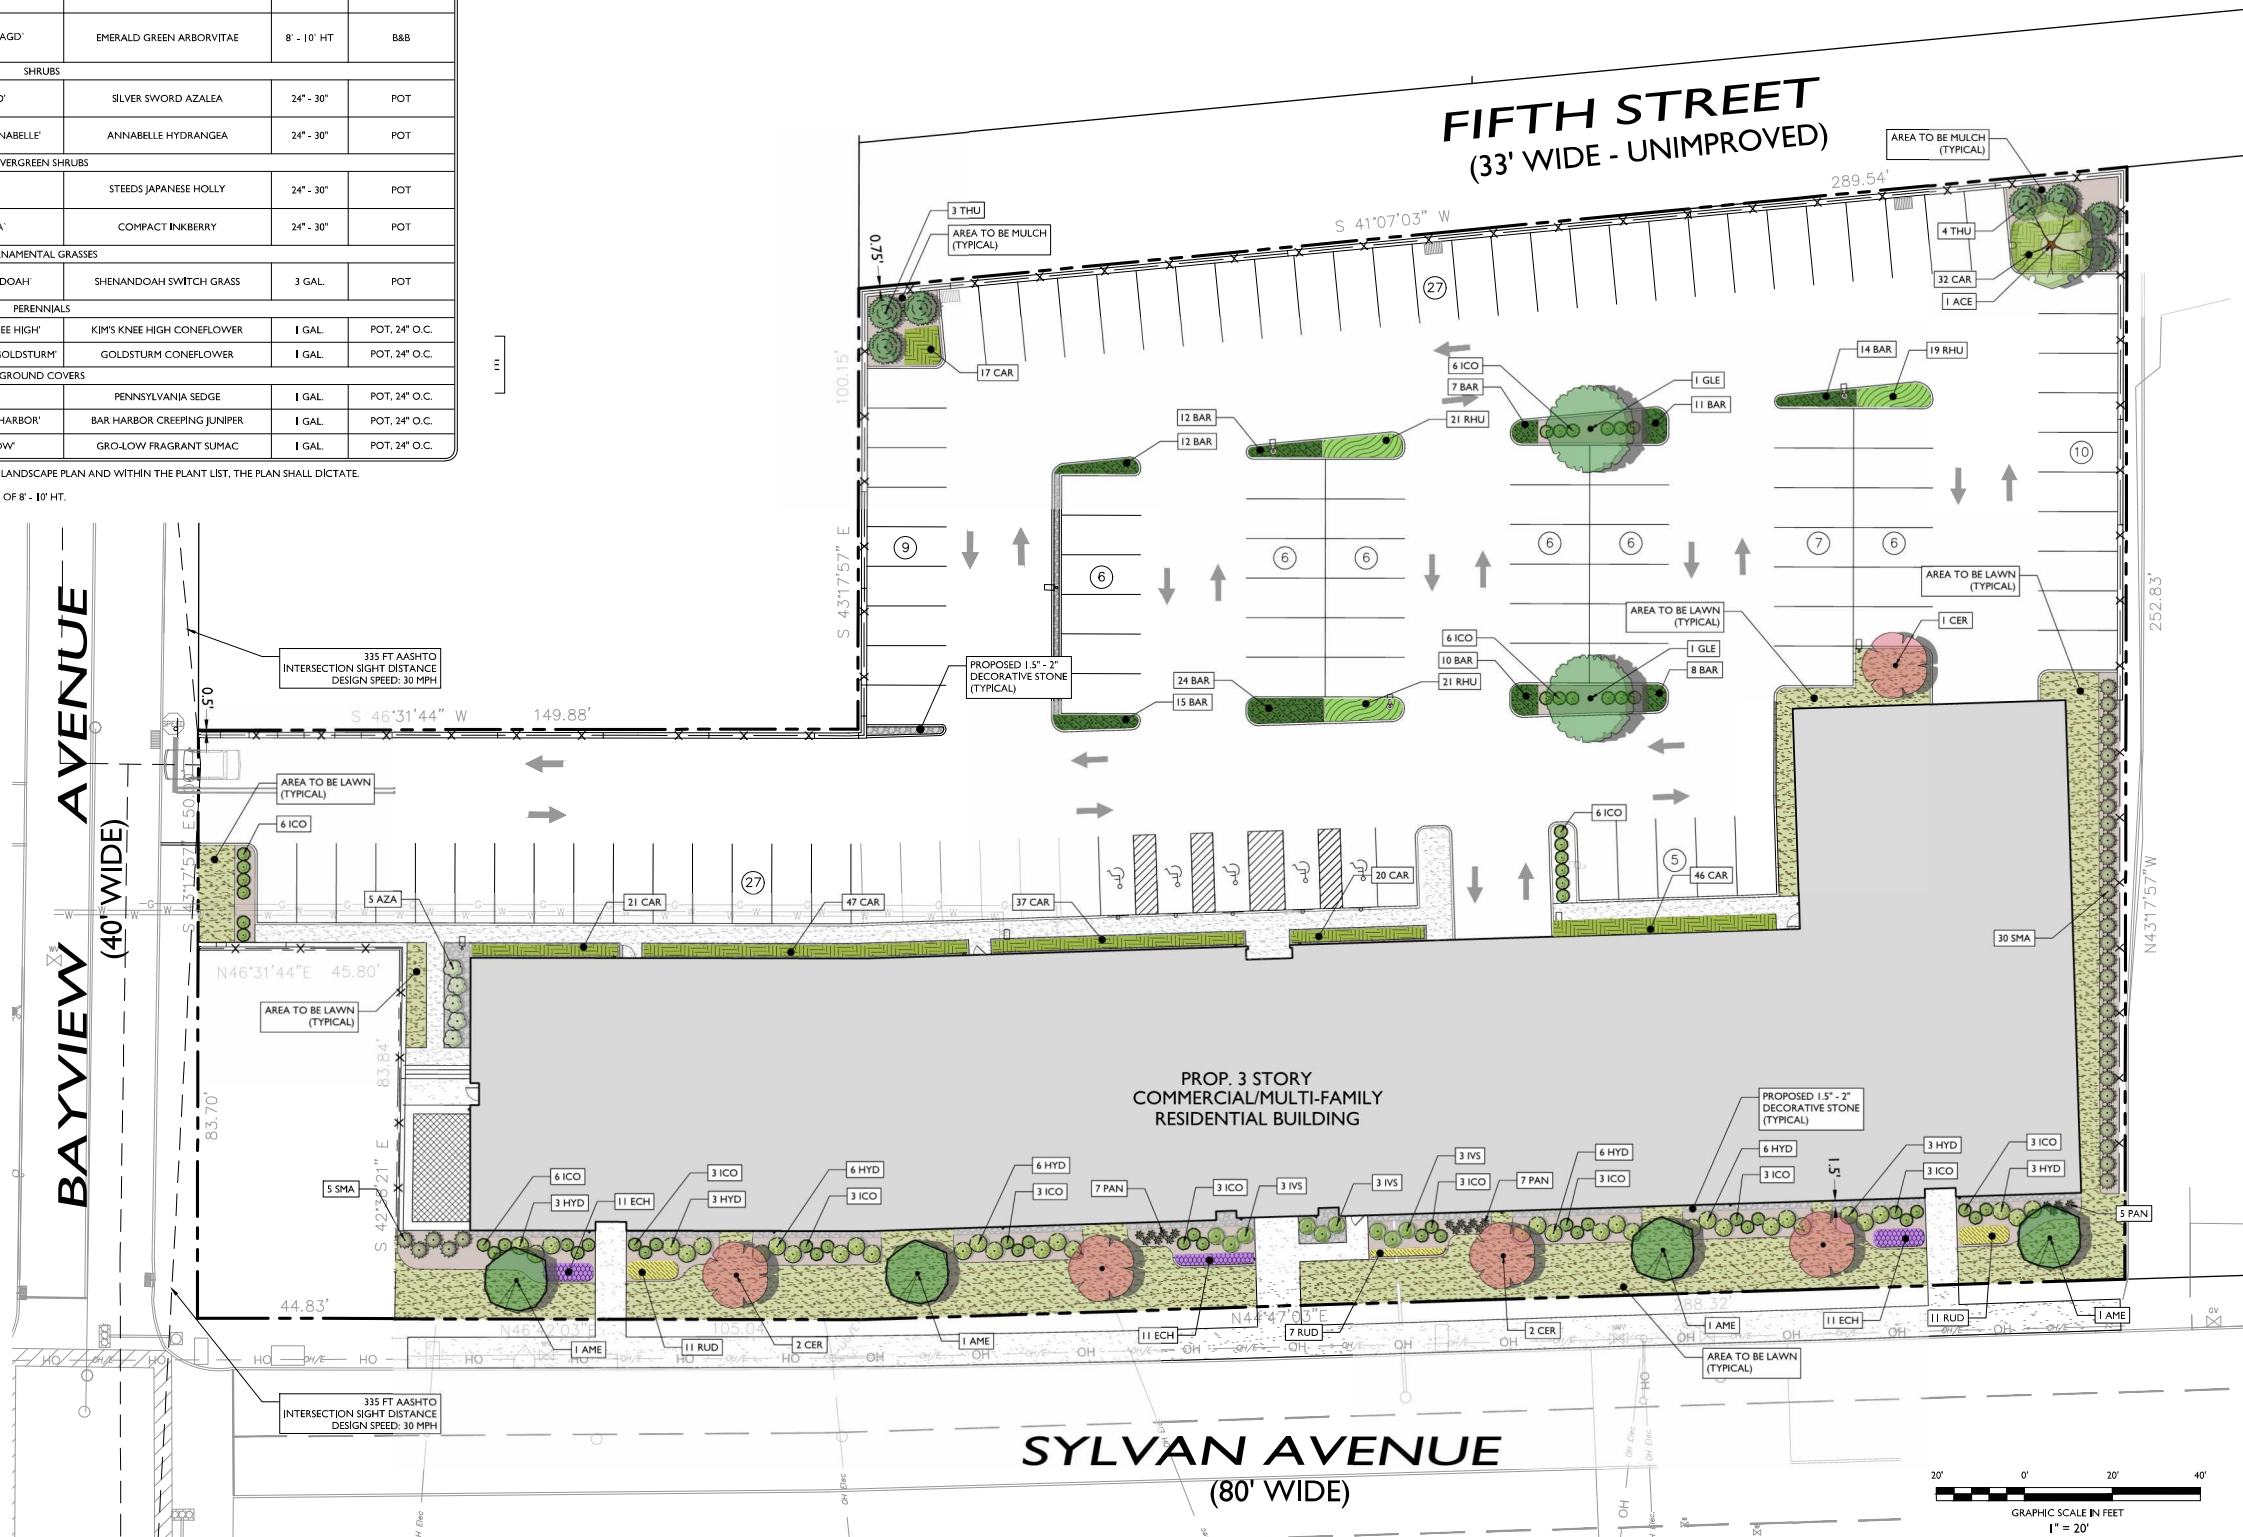 AGD' EMERALD GREEN ARBORVITAE 8' - 10' HT B&B
SHRUBS
D' SILVER SWORD AZALEA 24" - 30" POT
NABELLE' ANNABELLE HYDRANGEA 24" - 30" POT
VERGREEN SHRUBS
STEEDS JAPANESE HOLLY 24" - 30" POT
A' COMPACT INKBERRY 24" - 30" POT
NAMENTAL GRASSES
DOAH' SHENANDOAH SWITCH GRASS 3 GAL. POT
PERENNIALS
EE HIGH' KIM'S KNEE HIGH CONEFLOWER 1 GAL. POT, 24" O.C.
GOLDSTURM' GOLDSTURM CONEFLOWER 1 GAL. POT, 24" O.C.
GROUND COVERS
PENNSYLVANIA SEDGE 1 GAL. POT, 24" O.C.
HARBOR' BAR HARBOR CREEPING JUNIPER 1 GAL. POT, 24" O.C.
OW' GRO-LOW FRAGRANT SUMAC 1 GAL. POT, 24" O.C.
LANDSCAPE PLAN AND WITHIN THE PLANT LIST, THE PLAN SHALL DICTATE.
OF 8' - 10' HT.
FIFTH STREET
(33' WIDE - UNIMPROVED)
AREA TO BE MULCH
(TYPICAL)
289.54'
S 41°07'03" W
3 THU
AREA TO BE MULCH
(TYPICAL)
0.75'
4 THU
32 CAR
1 ACE
27
17 CAR
100.15'
6 ICO
7 BAR
1 GLE
11 BAR
14 BAR
19 RHU
12 BAR
12 BAR
21 RHU
10
S 43°17'57" E
9
6
6
6
6
6
7
6
AREA TO BE LAWN
(TYPICAL)
AREA TO BE LAWN
(TYPICAL)
252.83'
1 CER
335 FT AASHTO
INTERSECTION SIGHT DISTANCE
DESIGN SPEED: 30 MPH
PROPOSED 1.5" - 2"
DECORATIVE STONE
(TYPICAL)
6 ICO
10 BAR
1 GLE
8 BAR
24 BAR
15 BAR
21 RHU
0.5'
S 46°31'44" W 149.88'
BAYVIEW AVENUE
(40' WIDE)
AREA TO BE LAWN
(TYPICAL)
6 ICO
S 43°17'57" E
6 ICO
27
5
5 AZA
21 CAR
47 CAR
37 CAR
20 CAR
46 CAR
30 SMA
N43°17'57"W
N46°31'44"E 45.80'
AREA TO BE LAWN
(TYPICAL)
83.84'
83.70'
S 42°38'21" E
PROP. 3 STORY
COMMERCIAL/MULTI-FAMILY
RESIDENTIAL BUILDING
PROPOSED 1.5" - 2"
DECORATIVE STONE
(TYPICAL)
5 SMA
6 ICO
3 HYD
11 ECH
3 ICO
3 HYD
6 HYD
3 ICO
6 HYD
3 ICO
7 PAN
3 ICO
3 IVS
3 IVS
3 IVS
3 ICO
7 PAN
6 HYD
3 ICO
6 HYD
3 ICO
1.5'
3 HYD
3 ICO
3 ICO
3 HYD
5 PAN
44.83'
N44°47'03"E
288.32'
1 AME
11 RUD
2 CER
1 AME
11 ECH
7 RUD
2 CER
1 AME
11 ECH
11 RUD
1 AME
AREA TO BE LAWN
(TYPICAL)
335 FT AASHTO
INTERSECTION SIGHT DISTANCE
DESIGN SPEED: 30 MPH
SYLVAN AVENUE
(80' WIDE)
20' 0' 20' 40'
GRAPHIC SCALE IN FEET
1" = 20'